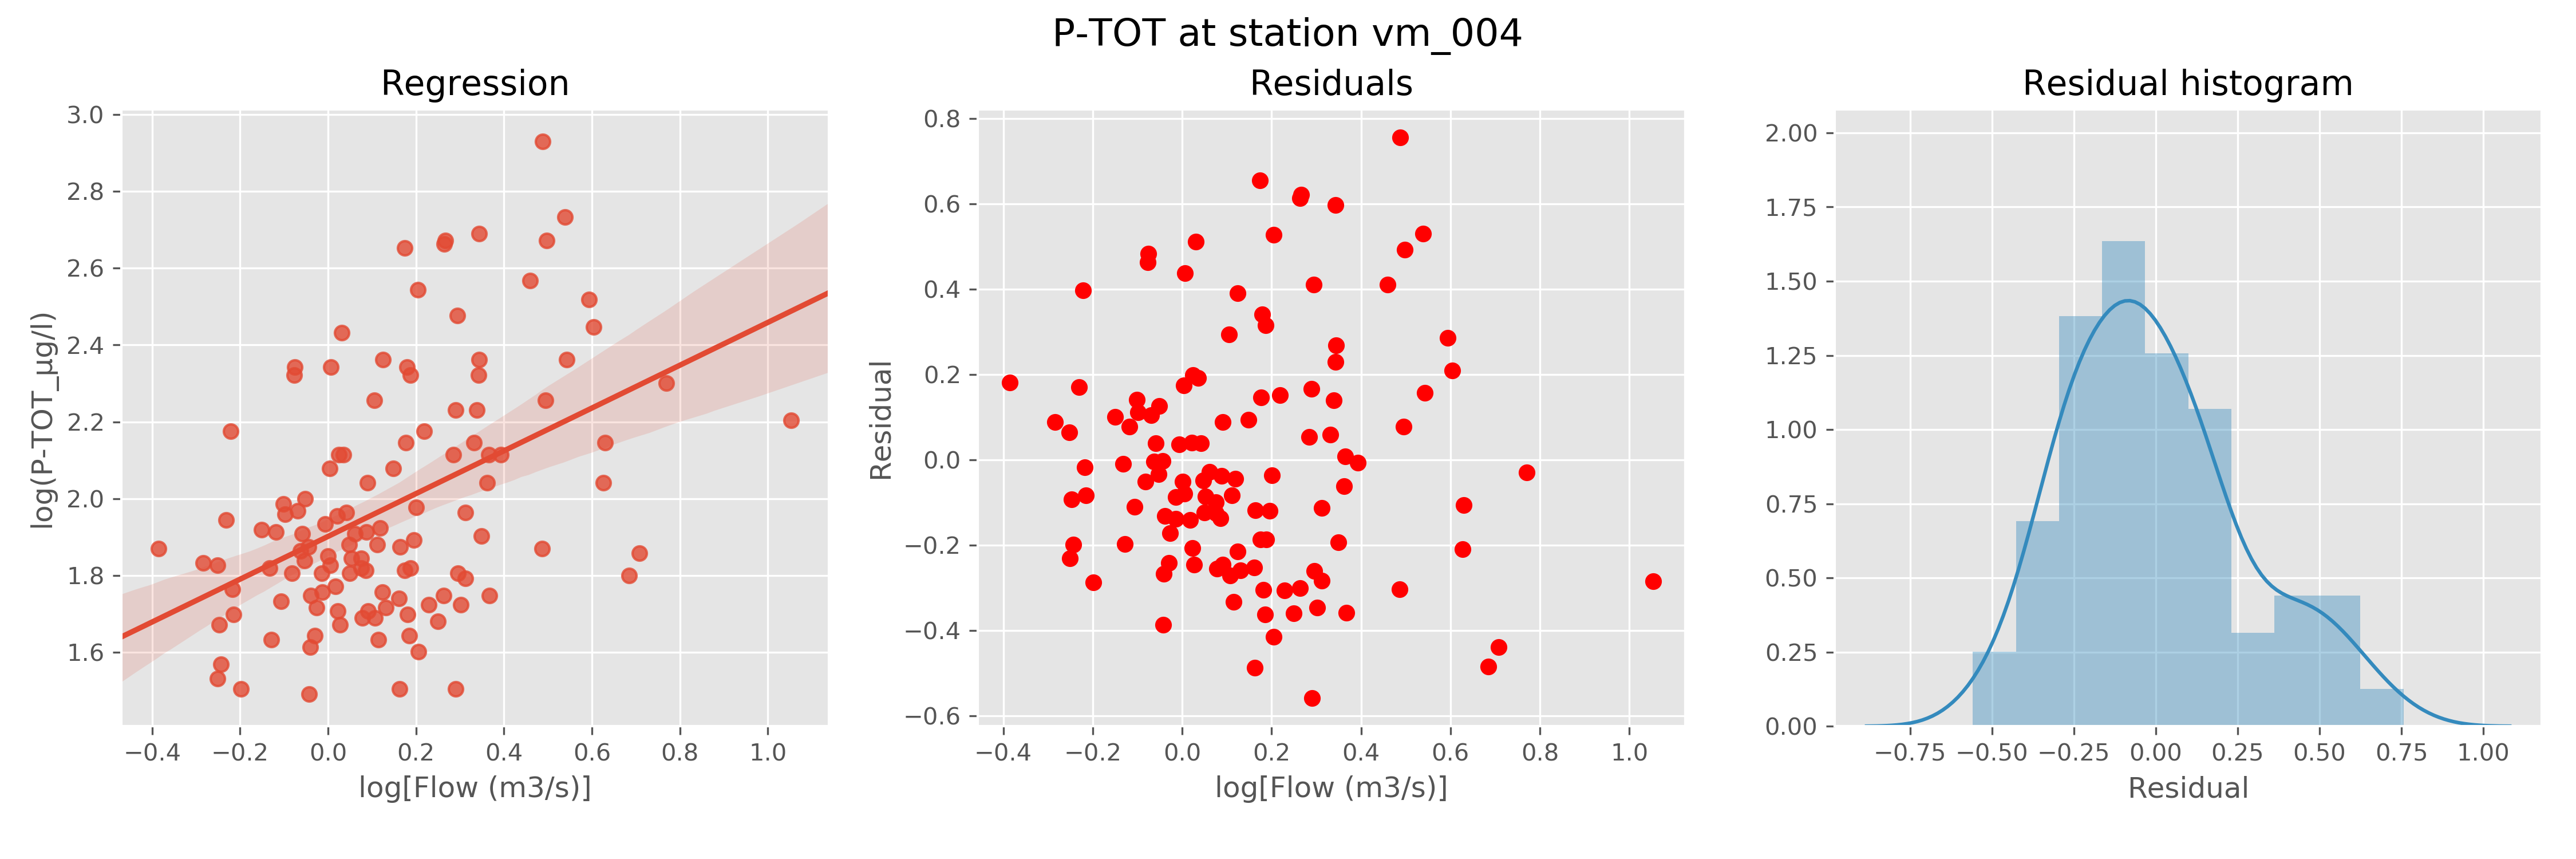 P-TOT at station vm_004
Regression
3.0
2.8
2.6
2.4
2.2
2.0
1.8
1.6
log(P-TOT_µg/l)
−0.4 −0.2 0.0 0.2 0.4 0.6 0.8 1.0
log[Flow (m3/s)]
Residuals
0.8
0.6
0.4
0.2
0.0
−0.2
−0.4
−0.6
Residual
−0.4 −0.2 0.0 0.2 0.4 0.6 0.8 1.0
log[Flow (m3/s)]
Residual histogram
2.00
1.75
1.50
1.25
1.00
0.75
0.50
0.25
0.00
−0.75 −0.50 −0.25 0.00 0.25 0.50 0.75 1.00
Residual